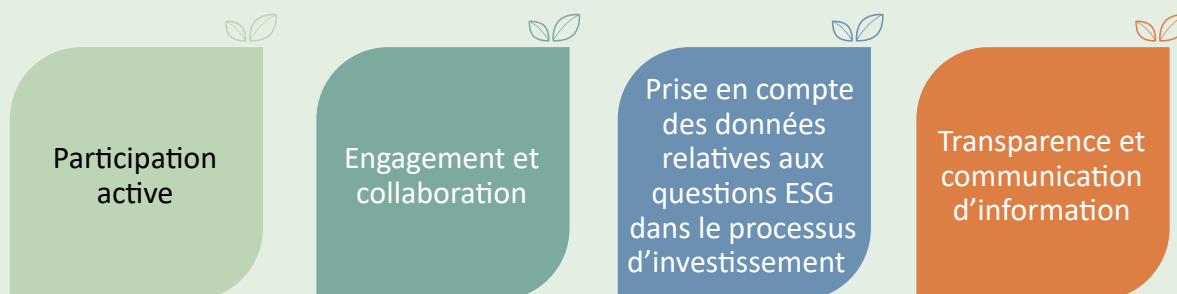 Participation
active
Engagement et
collaboration
Prise en compte
des données
relatives aux
questions ESG
dans le processus
d’investissement
Transparence et
communication
d’information